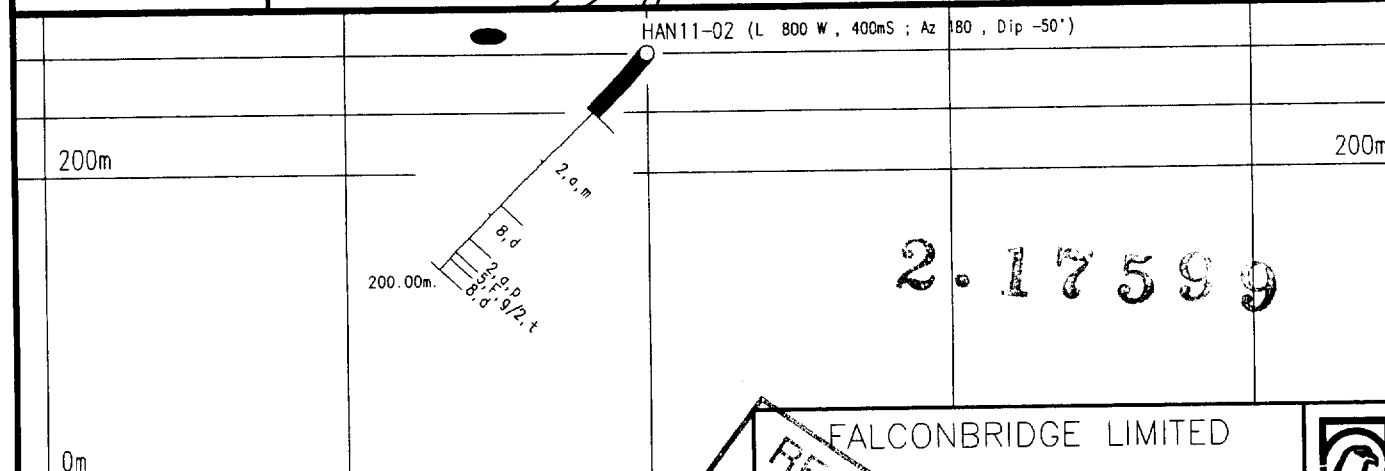 HAN11-02 (L 800 W , 400mS ; Az 180 , Dip -50°)
200m
200m
2,a,m
8,d
2,a,p
5,F,g/2,t
8,d
200.00m.
2.17599
FALCONBRIDGE LIMITED
0m